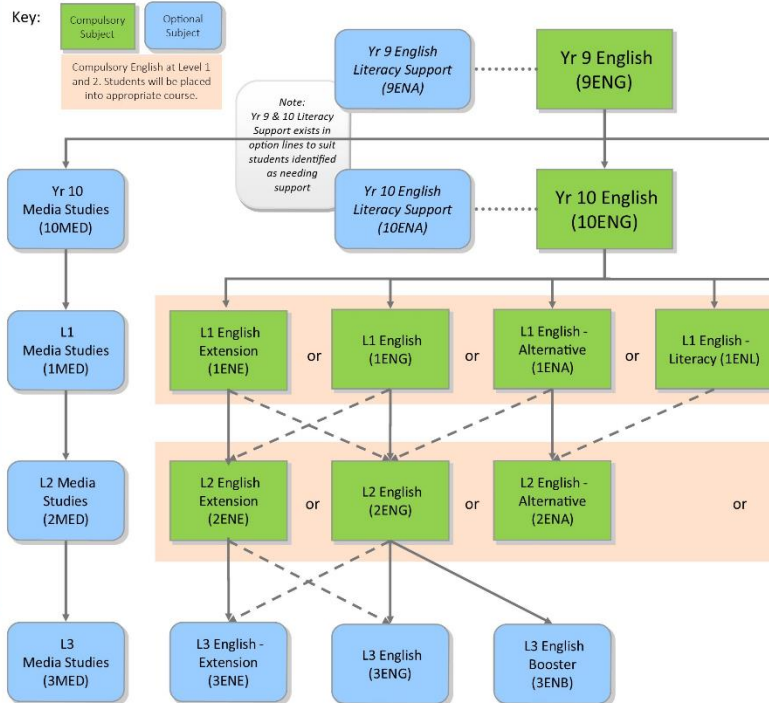 Key:
Compulsory
Subject
Optional
Subject
Compulsory English at Level 1
and 2. Students will be placed
into appropriate course.
Yr 9 English
Literacy Support
(9ENA)
Yr 9 English
(9ENG)
Note:
Yr 9 & 10 Literacy
Support exists in
option lines to suit
students identified
as needing
support
Yr 10
Media Studies
(10MED)
Yr 10 English
Literacy Support
(10ENA)
Yr 10 English
(10ENG)
L1
Media Studies
(1MED)
L1 English
Extension
(1ENE)
or
L1 English
(1ENG)
or
L1 English -
Alternative
(1ENA)
or
L1 English -
Literacy (1ENL)
L2 Media
Studies
(2MED)
L2 English
Extension
(2ENE)
or
L2 English
(2ENG)
or
L2 English -
Alternative
(2ENA)
or
L3
Media Studies
(3MED)
L3 English -
Extension
(3ENE)
L3 English
(3ENG)
L3 English
Booster
(3ENB)